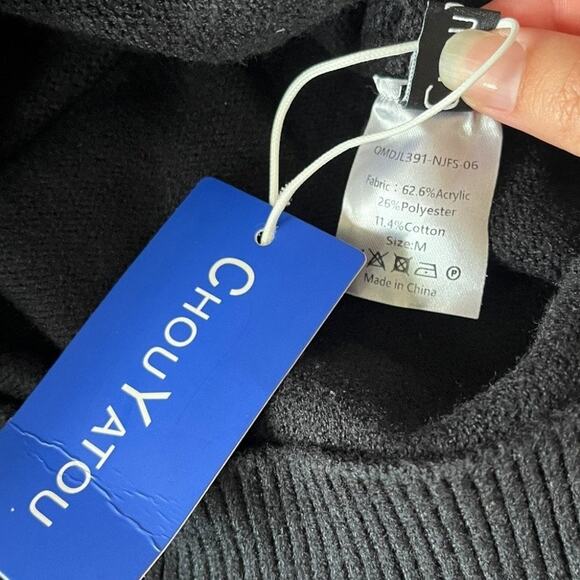 QMDJL391-NJFS-06
Fabric：62.6%Acrylic
26%Polyester
11.4%Cotton
Size:M
P
Made in China
CHOUYATOU